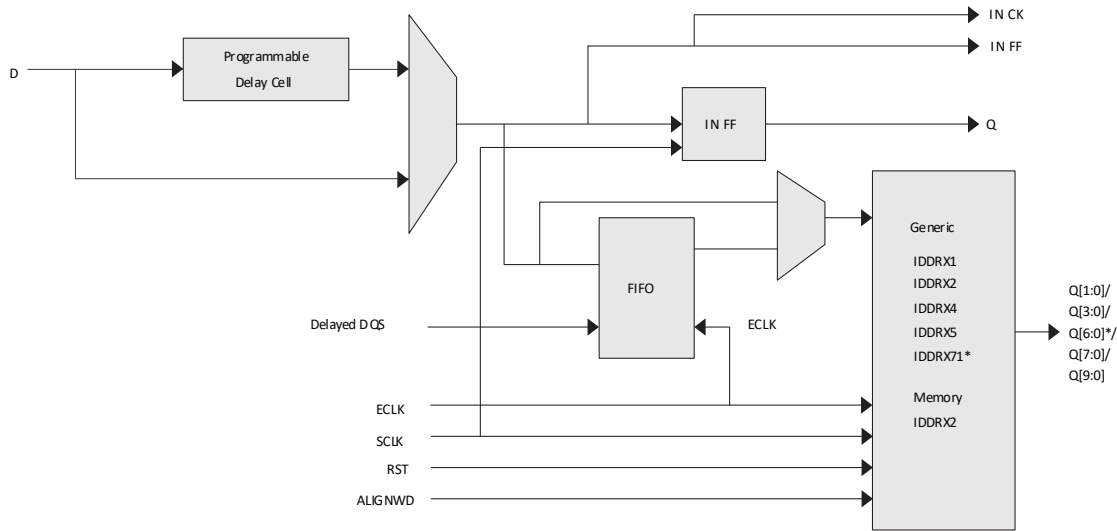 IN CK
IN FF
D
Programmable
Delay Cell
IN FF
Q
Generic
IDDRX1
IDDRX2
IDDRX4
IDDRX5
IDDRX71*
Memory
IDDRX2
FIFO
Delayed DQS
ECLK
Q[1:0]/
Q[3:0]/
Q[6:0]*/
Q[7:0]/
Q[9:0]
ECLK
SCLK
RST
ALIGNWD